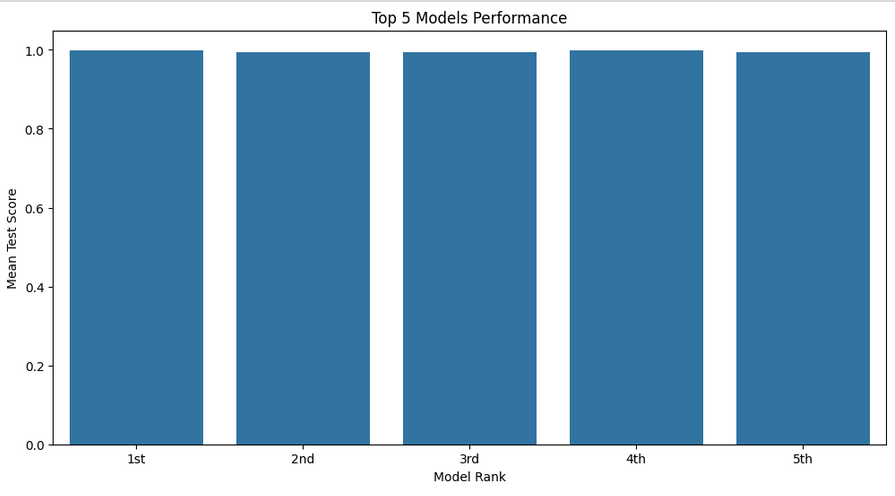 Top 5 Models Performance
Mean Test Score
1.0
0.8
0.6
0.4
0.2
0.0
1st 2nd 3rd 4th 5th
Model Rank